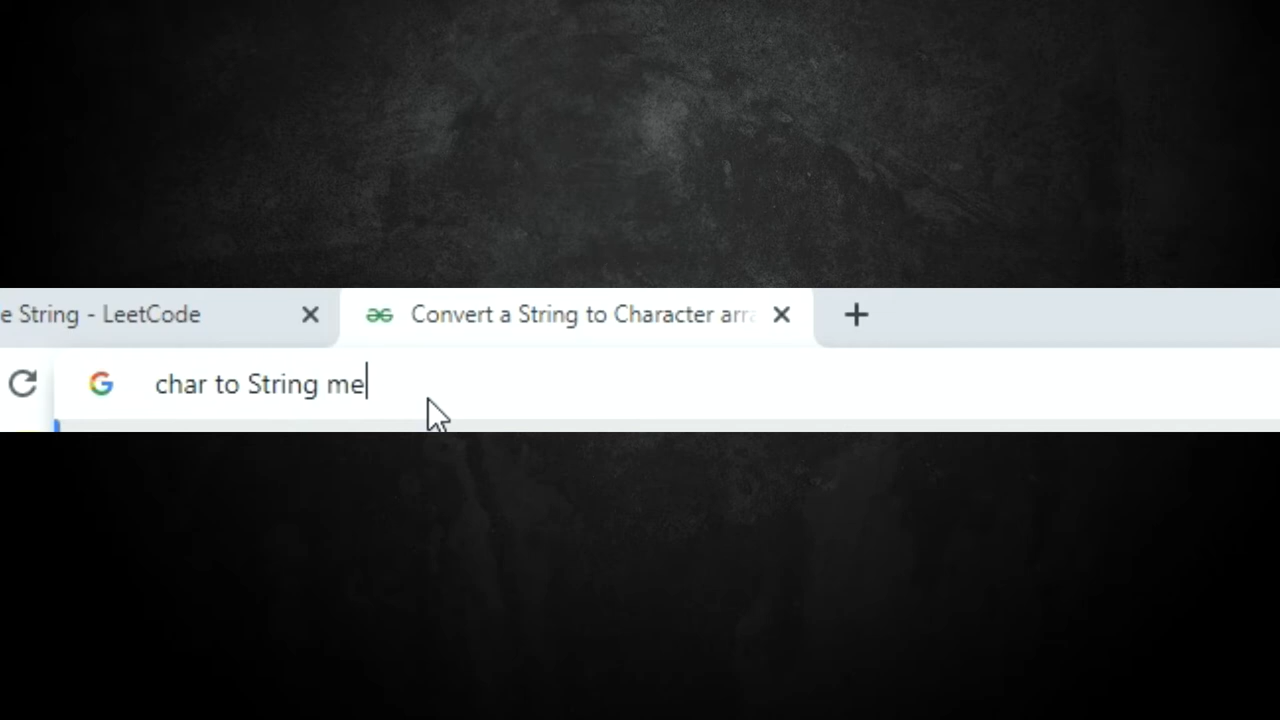 e String - LeetCode
Convert a String to Character arra
char to String me